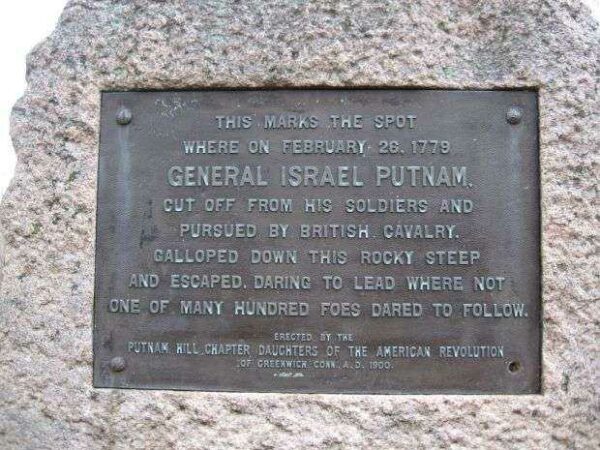 THIS MARKS THE SPOT
WHERE ON FEBRUARY 26, 1779
GENERAL ISRAEL PUTNAM,
CUT OFF FROM HIS SOLDIERS AND
PURSUED BY BRITISH CAVALRY,
GALLOPED DOWN THIS ROCKY STEEP
AND ESCAPED, DARING TO LEAD WHERE NOT
ONE OF MANY HUNDRED FOES DARED TO FOLLOW.
ERECTED BY THE
PUTNAM HILL CHAPTER DAUGHTERS OF THE AMERICAN REVOLUTION
OF GREENWICH CONN. A.D. 1900.